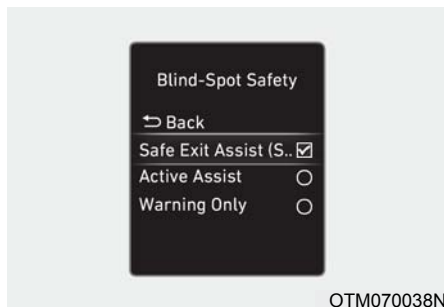 Blind-Spot Safety
Back
Safe Exit Assist (S..
Active Assist
Warning Only
OTM070038N